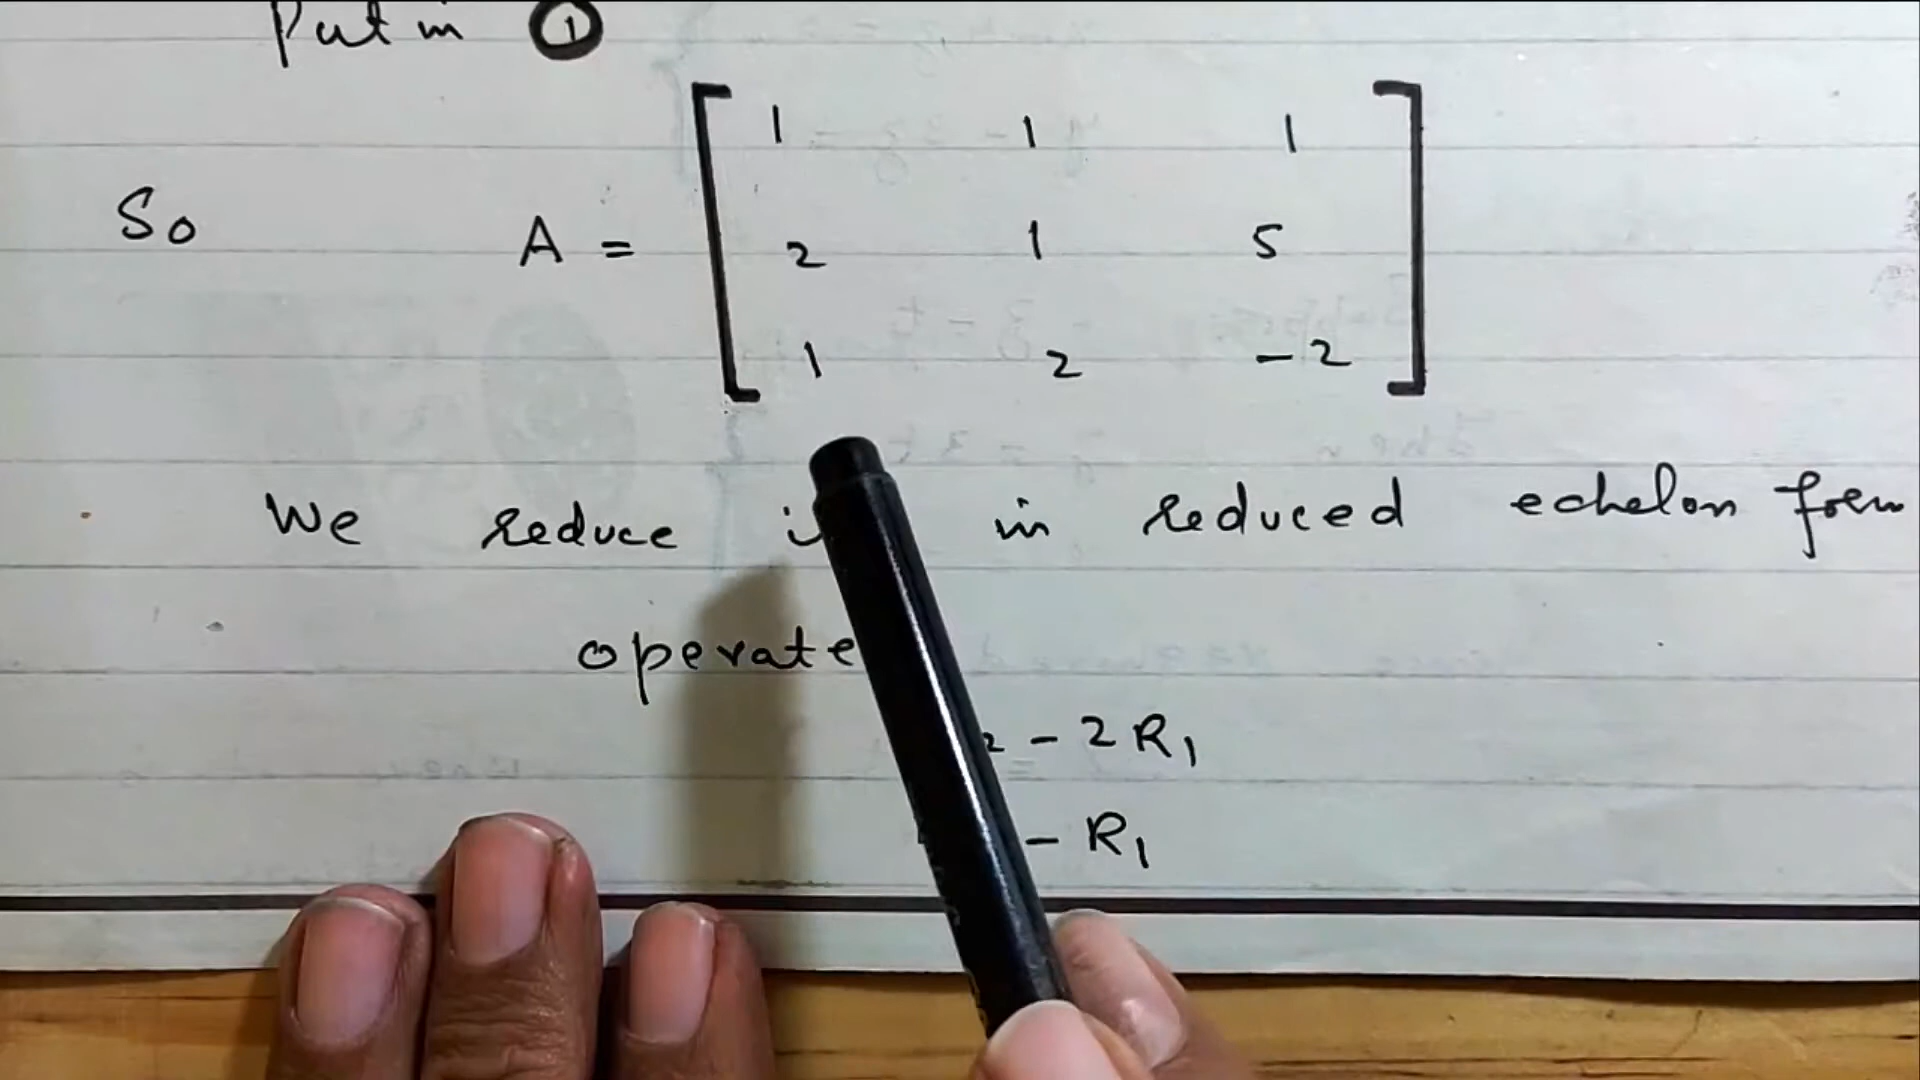 Put in ①
1 -1 1
So A = 2 1 5
1 2 -2
We reduce in reduced echelon form
operate
2 - 2R1
- R1